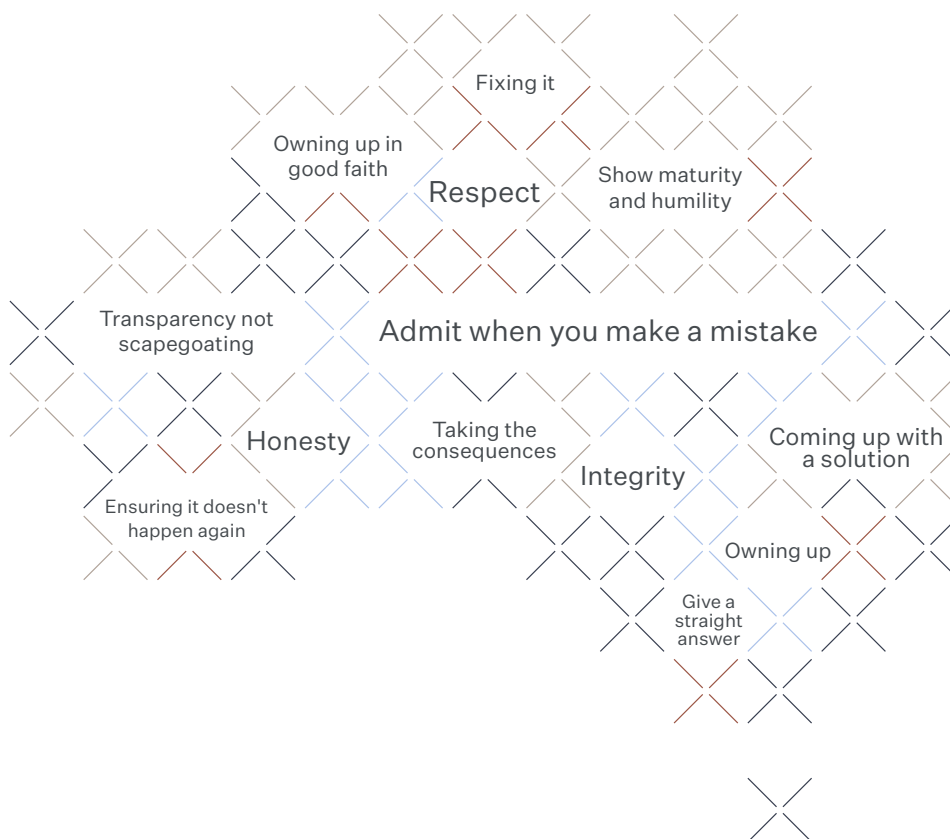 Fixing it
Owning up in
good faith
Respect
Show maturity
and humility
Transparency not
scapegoating
Admit when you make a mistake
Honesty
Taking the
consequences
Coming up with
a solution
Integrity
Ensuring it doesn't
happen again
Owning up
Give a
straight
answer